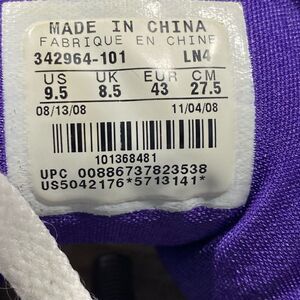 MADE IN CHINA
FABRIQUE EN CHINE
342964-101 LN4
US UK EUR CM
9.5 8.5 43 27.5
08/13/08 11/04/08
101368481
UPC 00886737823538
US5042176*5713141*